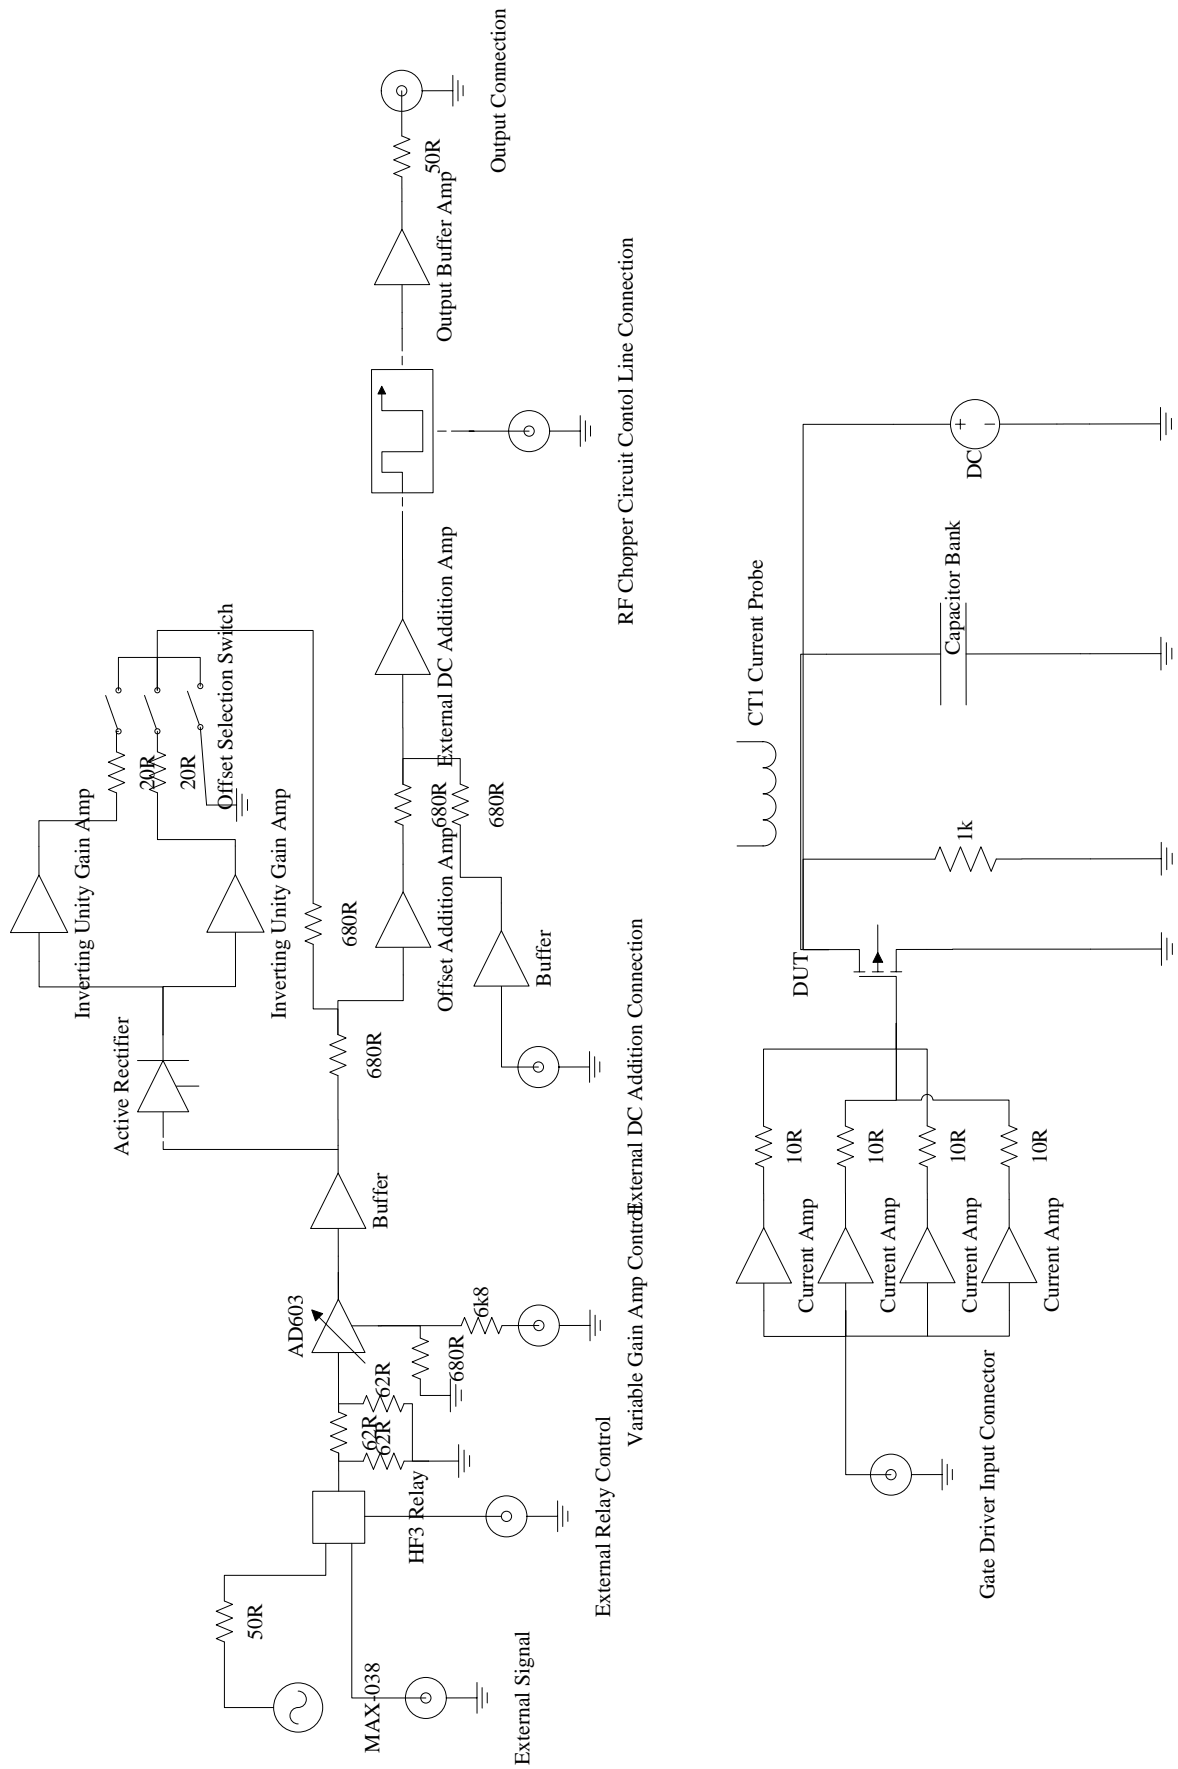 MAX-038
50R
External Signal
HF3 Relay
External Relay Control
62R
62R
62R
AD603
680R
6k8
Variable Gain Amp Control
Buffer
Active Rectifier
680R
680R
Inverting Unity Gain Amp
Inverting Unity Gain Amp
20R
20R
Offset Selection Switch
Offset Addition Amp
Buffer
External DC Addition Connection
680R
680R
External DC Addition Amp
RF Chopper Circuit Contol Line Connection
Output Buffer Amp
50R
Output Connection
Gate Driver Input Connector
Current Amp
Current Amp
Current Amp
Current Amp
10R
10R
10R
10R
DUT
1k
CT1 Current Probe
Capacitor Bank
DC